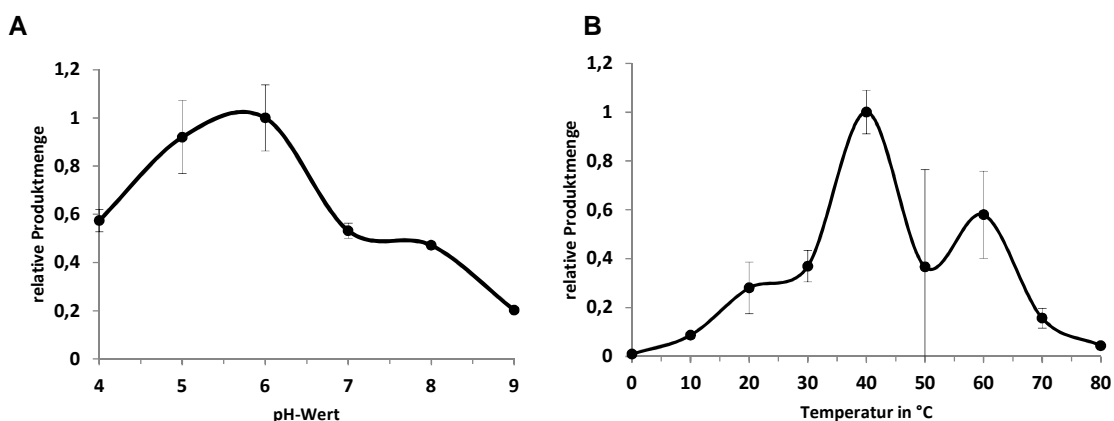 A
relative Produktmenge
1,2
1
0,8
0,6
0,4
0,2
0
4 5 6 7 8 9
pH-Wert
B
relative Produktmenge
1,2
1
0,8
0,6
0,4
0,2
0
0 10 20 30 40 50 60 70 80
Temperatur in °C